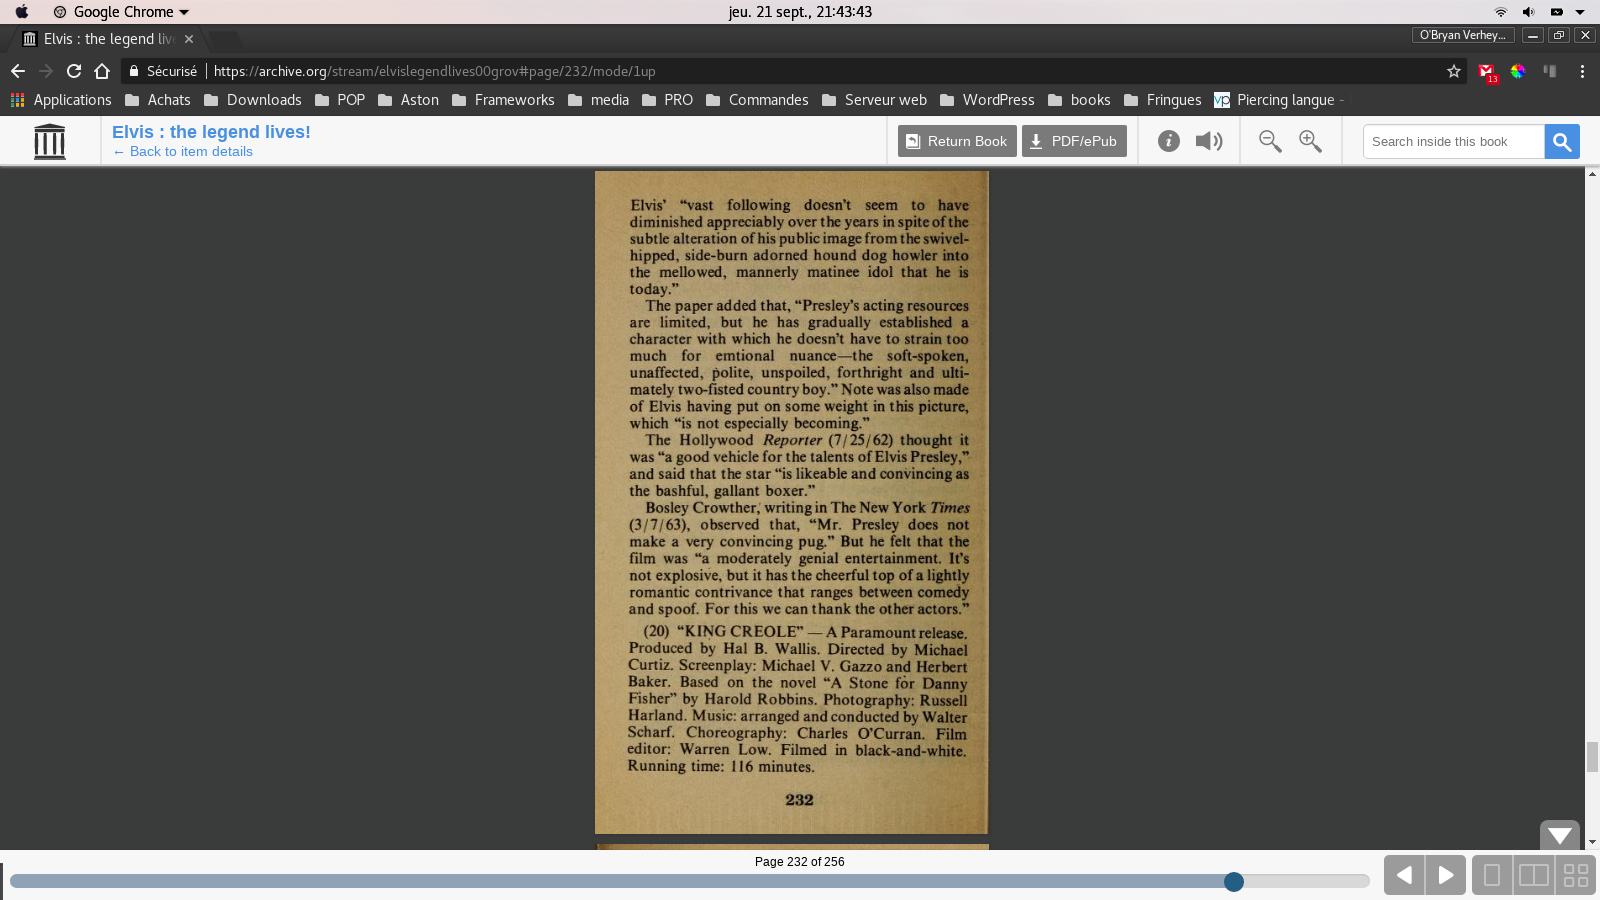 Google Chrome
jeu. 21 sept., 21:43:43
Elvis : the legend live
O'Bryan Verhey...
Sécurisé
https://archive.org/stream/elvislegendlives00grov#page/232/mode/1up
13
Applications
Achats
Downloads
POP
Aston
Frameworks
media
PRO
Commandes
Serveur web
WordPress
books
Fringues
vp
Piercing langue -
Elvis : the legend lives!
← Back to item details
Return Book
PDF/ePub
Search inside this book
Elvis' “vast following doesn't seem to have
diminished appreciably over the years in spite of the
subtle alteration of his public image from the swivel-
hipped, side-burn adorned hound dog howler into
the mellowed, mannerly matinee idol that he is
today.”
The paper added that, “Presley's acting resources
are limited, but he has gradually established a
character with which he doesn't have to strain too
much for emtional nuance—the soft-spoken,
unaffected, polite, unspoiled, forthright and ulti-
mately two-fisted country boy.” Note was also made
of Elvis having put on some weight in this picture,
which “is not especially becoming.”
The Hollywood Reporter (7/25/62) thought it
was “a good vehicle for the talents of Elvis Presley,”
and said that the star “is likeable and convincing as
the bashful, gallant boxer.”
Bosley Crowther, writing in The New York Times
(3/7/63), observed that, “Mr. Presley does not
make a very convincing pug.” But he felt that the
film was “a moderately genial entertainment. It's
not explosive, but it has the cheerful top of a lightly
romantic contrivance that ranges between comedy
and spoof. For this we can thank the other actors.”
(20) “KING CREOLE” — A Paramount release.
Produced by Hal B. Wallis. Directed by Michael
Curtiz. Screenplay: Michael V. Gazzo and Herbert
Baker. Based on the novel “A Stone for Danny
Fisher” by Harold Robbins. Photography: Russell
Harland. Music: arranged and conducted by Walter
Scharf. Choreography: Charles O'Curran. Film
editor: Warren Low. Filmed in black-and-white.
Running time: 116 minutes.
232
Page 232 of 256